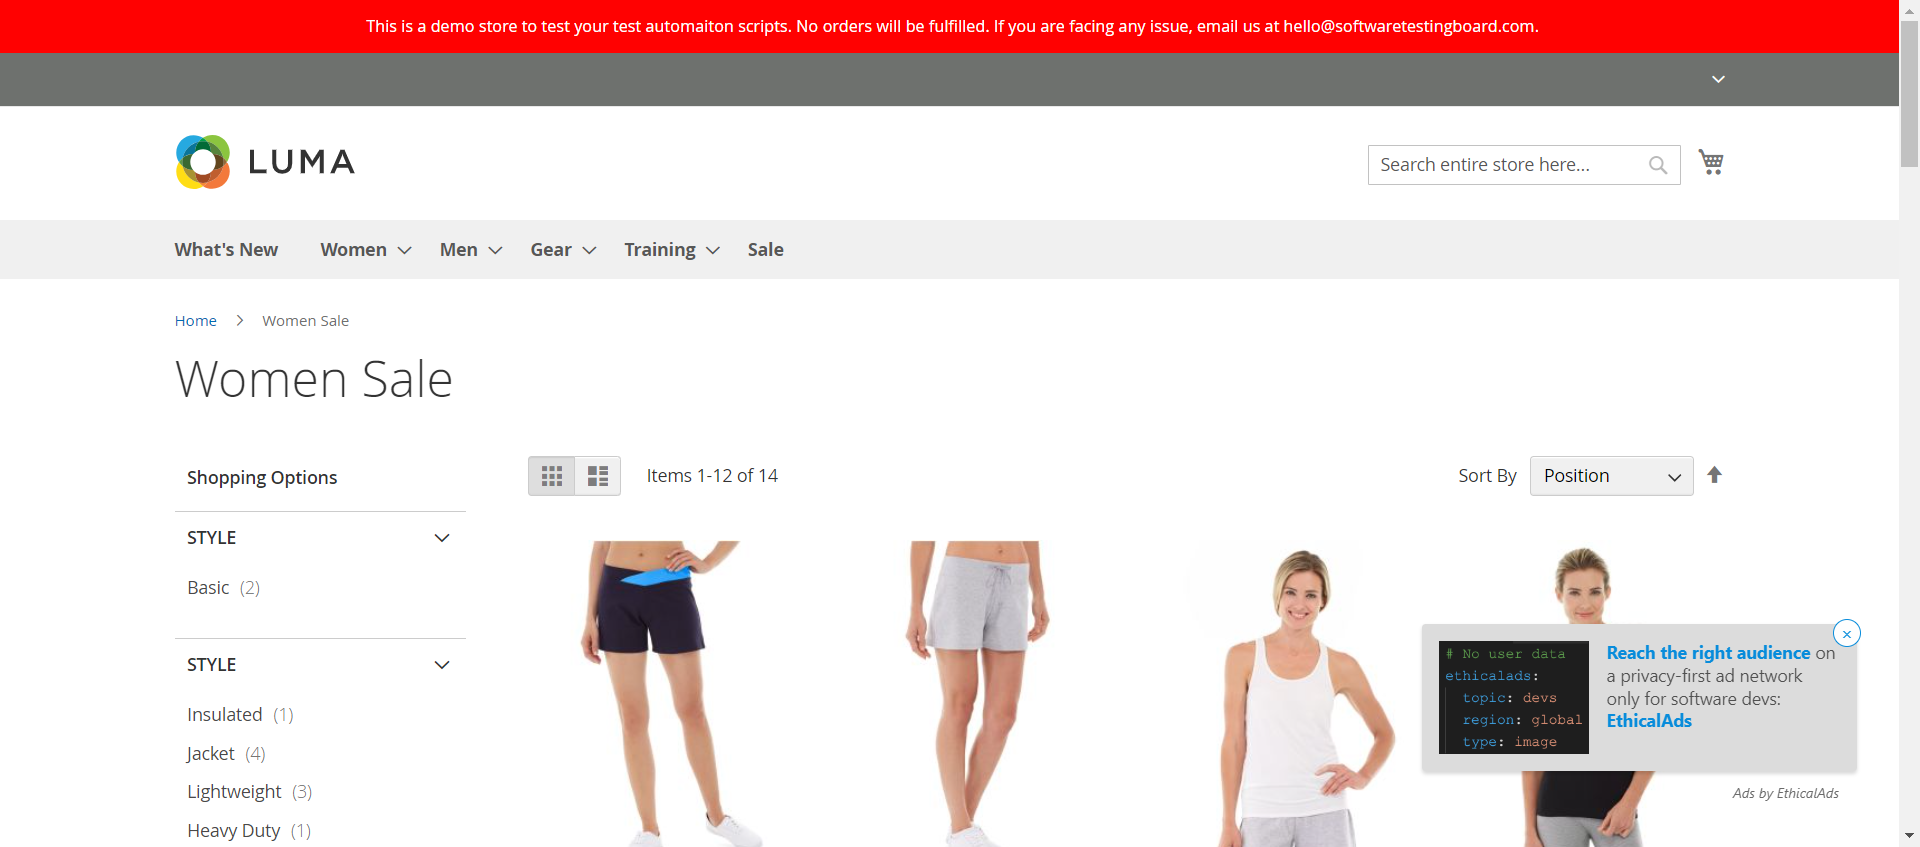 This is a demo store to test your test automaiton scripts. No orders will be fulfilled. If you are facing any issue, email us at hello@softwaretestingboard.com.
LUMA
Search entire store here...
What's New Women Men Gear Training Sale
Home > Women Sale
Women Sale
Shopping Options
Items 1-12 of 14
Sort By Position
STYLE
Basic (2)
STYLE
Insulated (1)
Jacket (4)
Lightweight (3)
Heavy Duty (1)
# No user data
ethicalads:
topic: devs
region: global
type: image
Reach the right audience on
a privacy-first ad network
only for software devs:
EthicalAds
×
Ads by EthicalAds